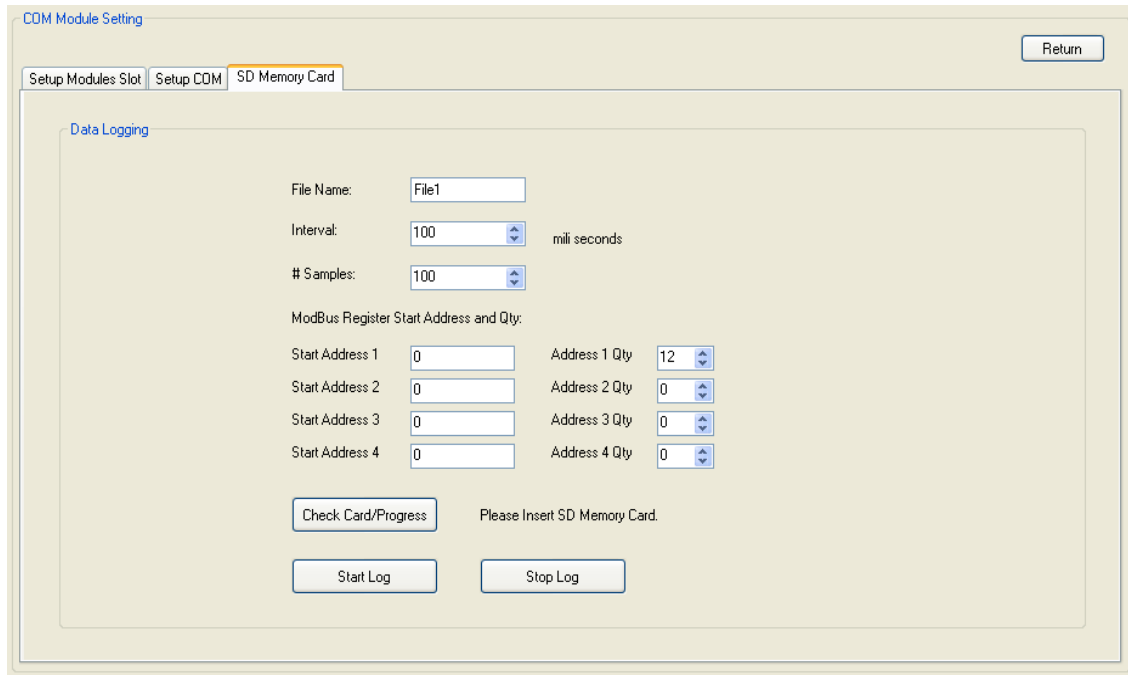 COM Module Setting
Return
Setup Modules Slot Setup COM SD Memory Card
Data Logging
File Name: File1
Interval: 100 mili seconds
# Samples: 100
ModBus Register Start Address and Qty:
Start Address 1 0 Address 1 Qty 12
Start Address 2 0 Address 2 Qty 0
Start Address 3 0 Address 3 Qty 0
Start Address 4 0 Address 4 Qty 0
Check Card/Progress Please Insert SD Memory Card.
Start Log Stop Log